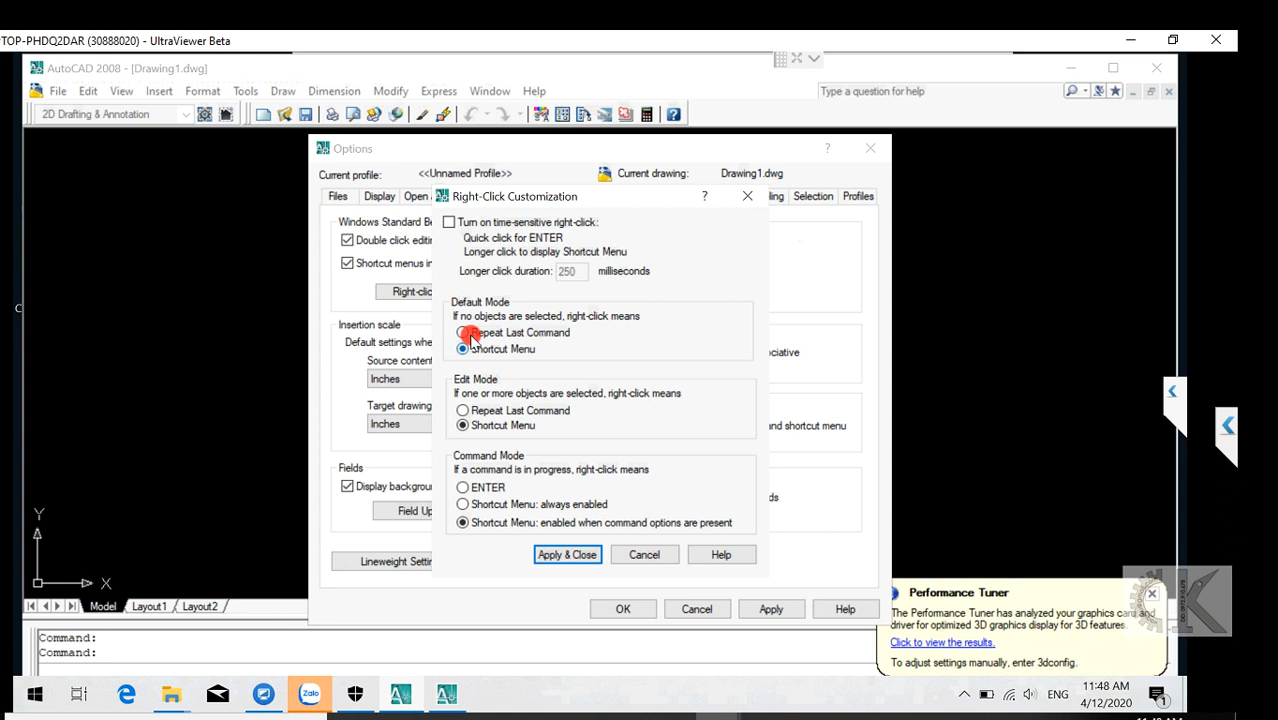 TOP-PHDQ2DAR (30888020) - UltraViewer Beta
AutoCAD 2008 - [Drawing1.dwg]
File Edit View Insert Format Tools Draw Dimension Modify Express Window Help
Type a question for help
2D Drafting & Annotation
Options
Current profile: <<Unnamed Profile>> Current drawing: Drawing1.dwg
Files Display Open a ing Selection Profiles
Right-Click Customization
Windows Standard Be
Double click editin
Shortcut menus in
Right-clic
Turn on time-sensitive right-click:
Quick click for ENTER
Longer click to display Shortcut Menu
Longer click duration: 250 milliseconds
Default Mode
If no objects are selected, right-click means
Repeat Last Command
Shortcut Menu
Insertion scale
Default settings whe
Source content
Inches
Target drawing
Inches
ciative
Edit Mode
If one or more objects are selected, right-click means
Repeat Last Command
Shortcut Menu
nd shortcut menu
Command Mode
If a command is in progress, right-click means
ENTER
Shortcut Menu: always enabled
Shortcut Menu: enabled when command options are present
Fields
Display backgroun
Field Up
ds
Apply & Close Cancel Help
Lineweight Settin
OK Cancel Apply Help
Y
X
Model Layout1 Layout2
Command:
Command:
Performance Tuner
The Performance Tuner has analyzed your graphics card and
driver for optimized 3D graphics display for 3D features.
Click to view the results.
To adjust settings manually, enter 3dconfig.
Zalo
ENG
11:48 AM
4/12/2020
1